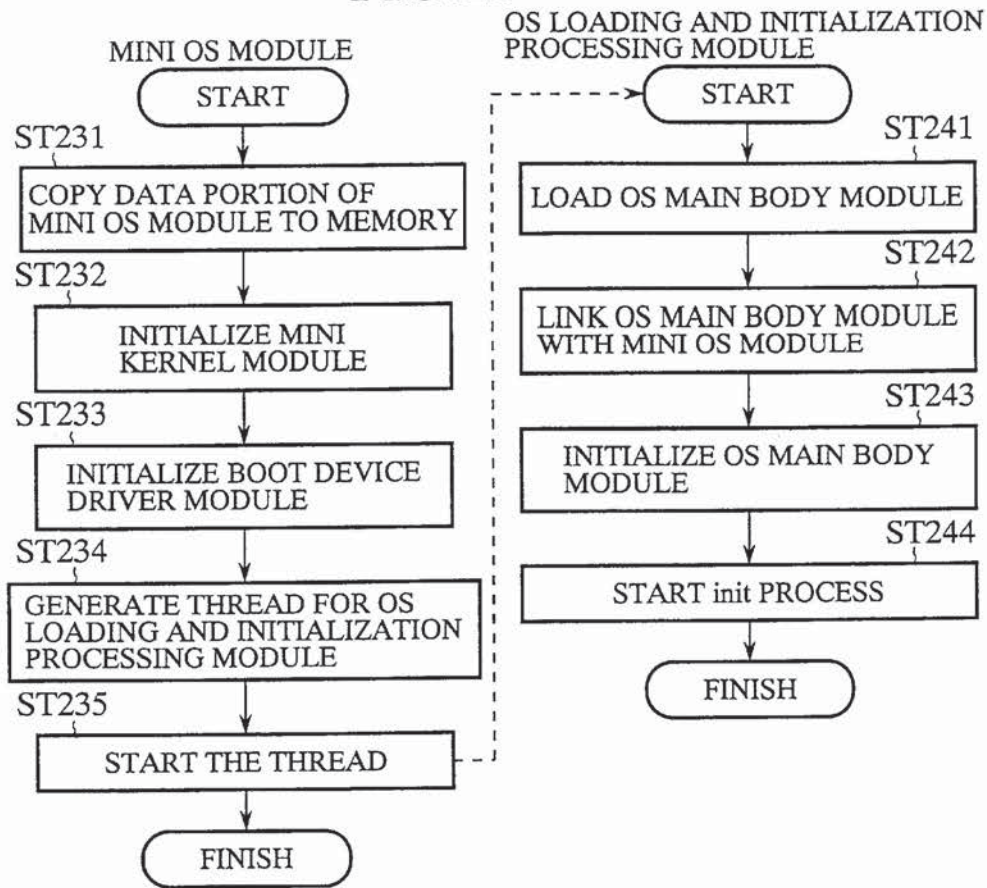 MINI OS MODULE
START
ST231
COPY DATA PORTION OF
MINI OS MODULE TO MEMORY
ST232
INITIALIZE MINI
KERNEL MODULE
ST233
INITIALIZE BOOT DEVICE
DRIVER MODULE
ST234
GENERATE THREAD FOR OS
LOADING AND INITIALIZATION
PROCESSING MODULE
ST235
START THE THREAD
FINISH
OS LOADING AND INITIALIZATION
PROCESSING MODULE
START
ST241
LOAD OS MAIN BODY MODULE
ST242
LINK OS MAIN BODY MODULE
WITH MINI OS MODULE
ST243
INITIALIZE OS MAIN BODY
MODULE
ST244
START init PROCESS
FINISH